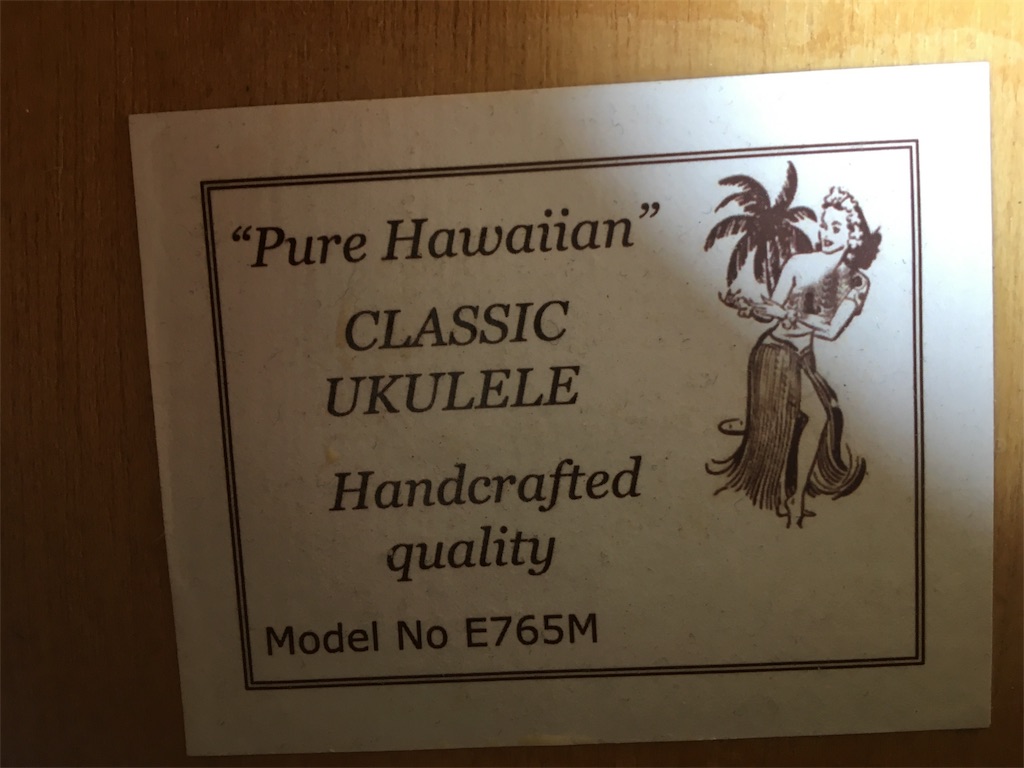 “Pure Hawaiian”
CLASSIC
UKULELE
Handcrafted
quality
Model No E765M